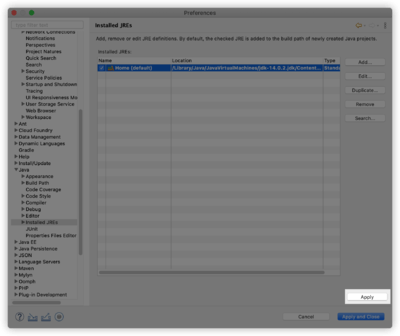 Preferences
type filter text
Installed JREs
Network Connections
Notifications
Perspectives
Project Natures
Quick Search
Search
Security
Service Policies
Startup and Shutdown
Tracing
UI Responsiveness Mo
User Storage Service
Web Browser
Workspace
Ant
Cloud Foundry
Data Management
Dynamic Languages
Gradle
Help
Install/Update
Java
Appearance
Build Path
Code Coverage
Code Style
Compiler
Debug
Editor
Installed JREs
JUnit
Properties Files Editor
Java EE
Java Persistence
JSON
Language Servers
Maven
Mylyn
Oomph
PHP
Plug-in Development
Add, remove or edit JRE definitions. By default, the checked JRE is added to the build path of newly created Java projects.
Installed JREs:
Name Location Type
Home (default) /Library/Java/JavaVirtualMachines/jdk-14.0.2.jdk/Content...
Add...
Edit...
Duplicate...
Remove
Search...
Apply
Cancel Apply and Close